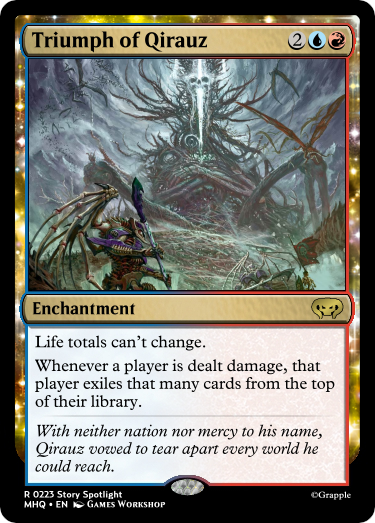 Triumph of Qirauz 2
Enchantment
Life totals can't change.
Whenever a player is dealt damage, that
player exiles that many cards from the top
of their library.
With neither nation nor mercy to his name,
Qirauz vowed to tear apart every world he
could reach.
R 0223 Story Spotlight
MHQ • EN Games Workshop
©Grapple